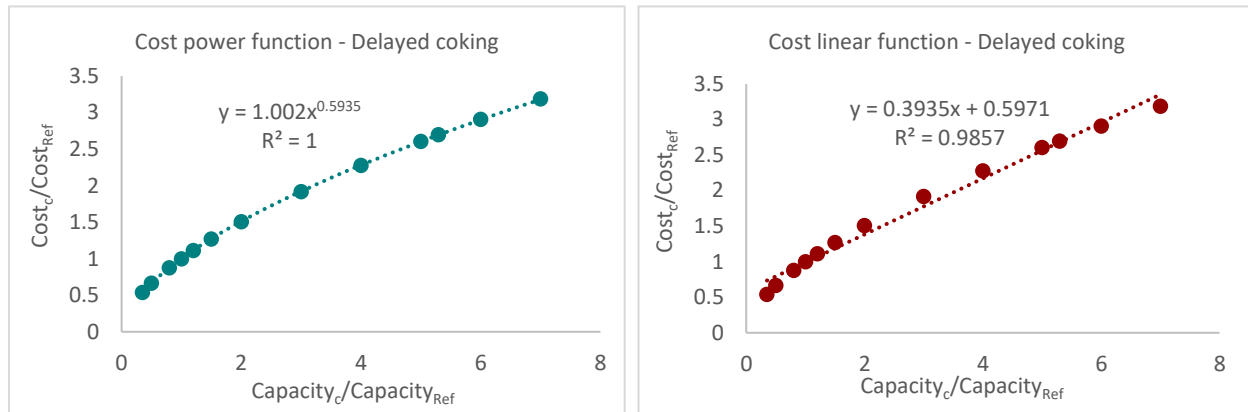 Cost power function - Delayed coking
3.5
3
2.5
2
1.5
1
0.5
0
y = 1.002x^0.5935
R² = 1
Cost_c/Cost_Ref
0
2
4
6
8
Capacity_c/Capacity_Ref
Cost linear function - Delayed coking
3.5
3
2.5
2
1.5
1
0.5
0
y = 0.3935x + 0.5971
R² = 0.9857
Cost_c/Cost_Ref
0
2
4
6
8
Capacity_c/Capacity_Ref